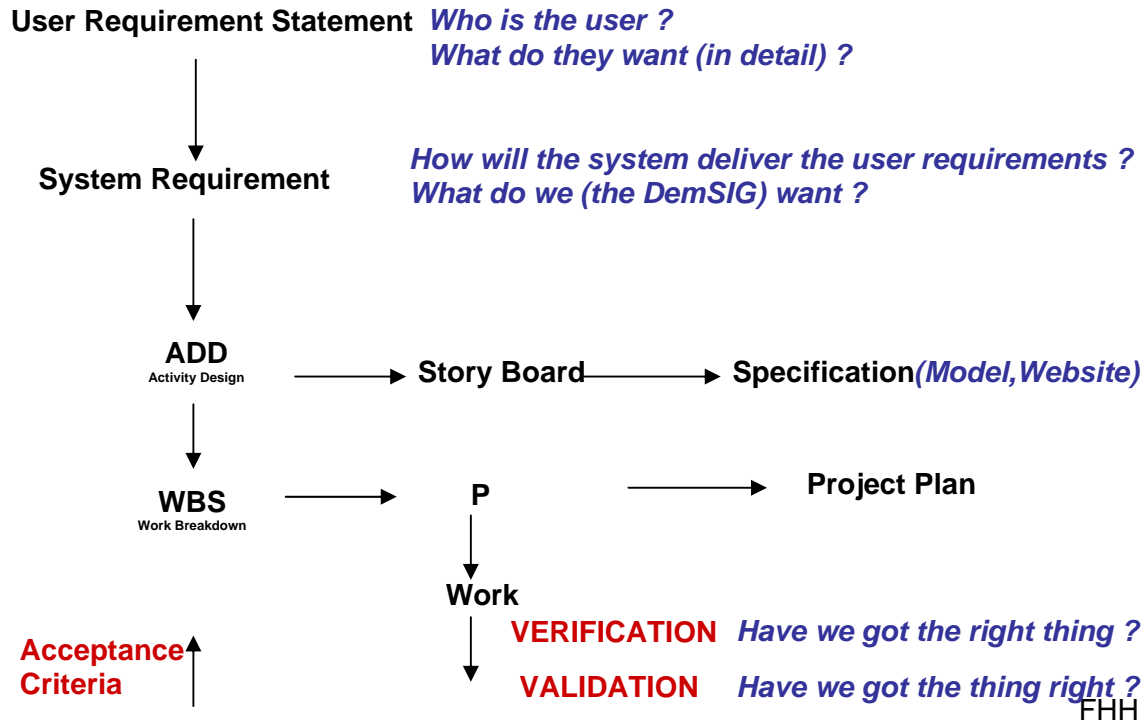 User Requirement Statement Who is the user ?
What do they want (in detail) ?
How will the system deliver the user requirements ?
System Requirement
What do we (the DemSIG) want ?
ADD
Activity Design
Story Board
Specification(Model,Website)
WBS
Work Breakdown
P
Project Plan
Work
VERIFICATION Have we got the right thing ?
Acceptance
Criteria
VALIDATION Have we got the thing right ?
FHH